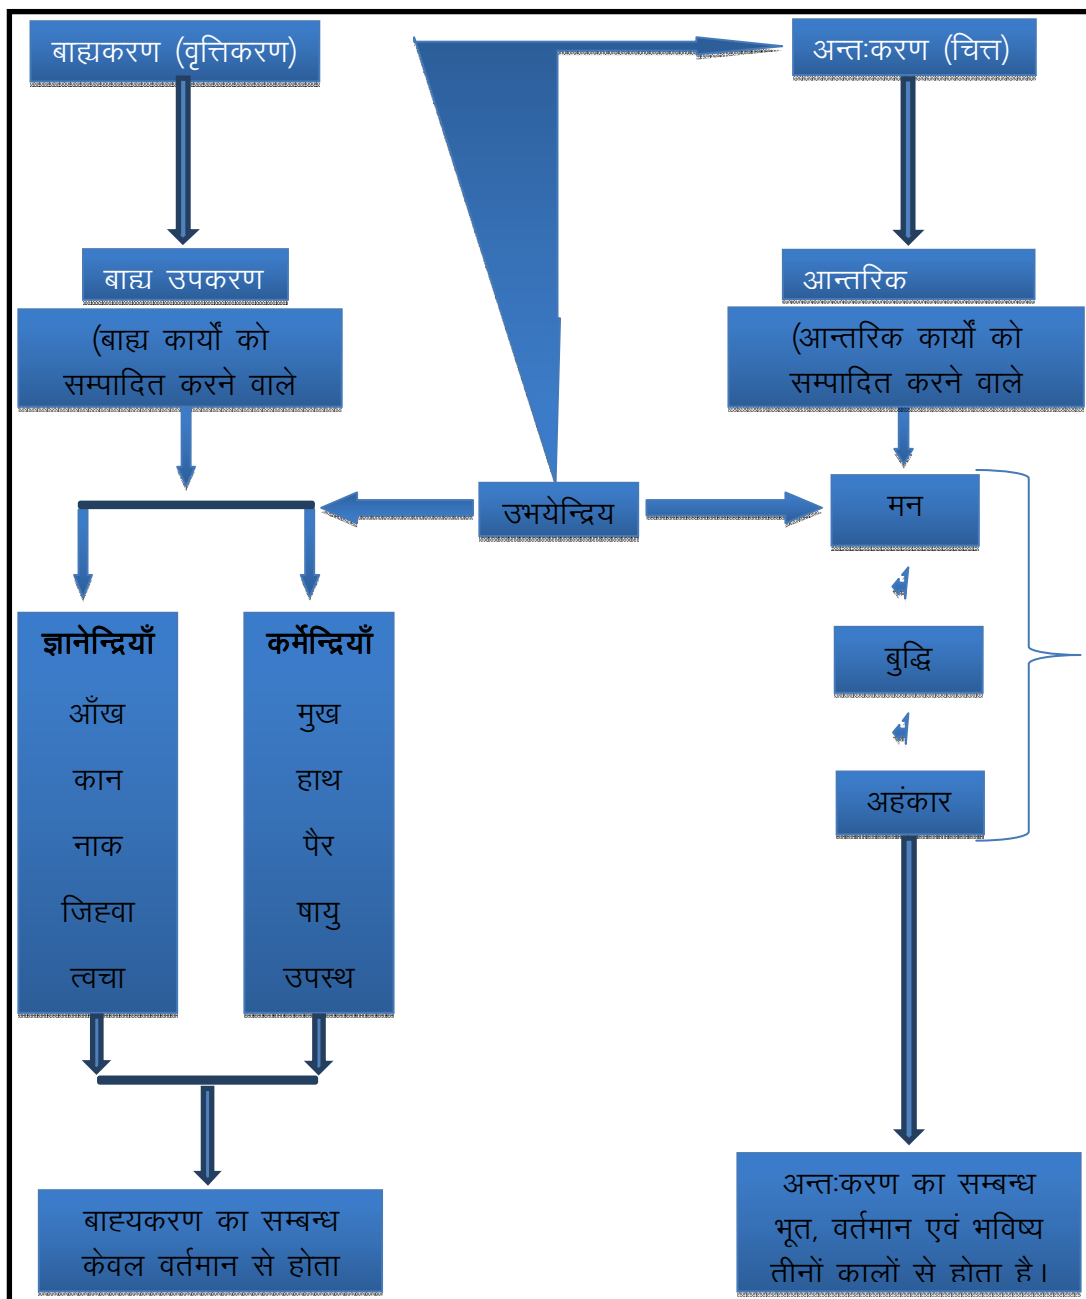 बाह्यकरण (वृत्तिकरण)
अन्तःकरण (चित्त)
बाह्य उपकरण
(बाह्य कार्यों को
सम्पादित करने वाले
आन्तरिक
(आन्तरिक कार्यों को
सम्पादित करने वाले
उभयेन्द्रिय
मन
बुद्धि
अहंकार
ज्ञानेन्द्रियाँ
आँख
कान
नाक
जिह्वा
त्वचा
कर्मेन्द्रियाँ
मुख
हाथ
पैर
षायु
उपस्थ
बाह्यकरण का सम्बन्ध
केवल वर्तमान से होता
अन्तःकरण का सम्बन्ध
भूत, वर्तमान एवं भविष्य
तीनों कालों से होता है।